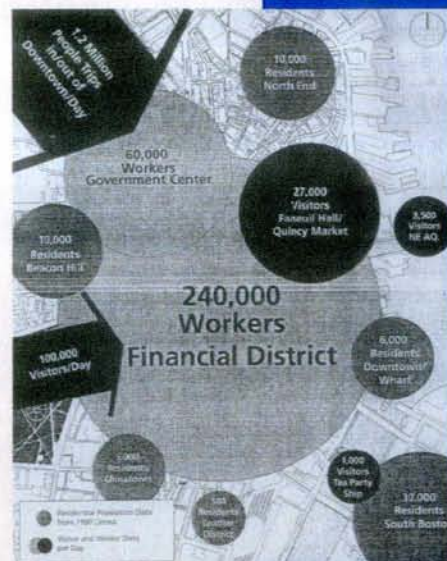 1.2 Million
People Trips
in/out of
Downtown/Day
10,000
Residents
North End
60,000
Workers
Government Center
27,000
Visitors
Faneuil Hall/
Quincy Market
3,500
Visitors
NE AQ.
10,000
Residents
Beacon Hill
240,000
Workers
Financial District
100,000
Visitors/Day
6,000
Residents
Downtown/
Wharf
5,000
Residents
Chinatown
Residents
Leather
District
1,000
Visitors
Tea Party
Ship
Residents
South Boston
Residential Population Data
from 1980 Census
Visitor and Worker Data
per Day